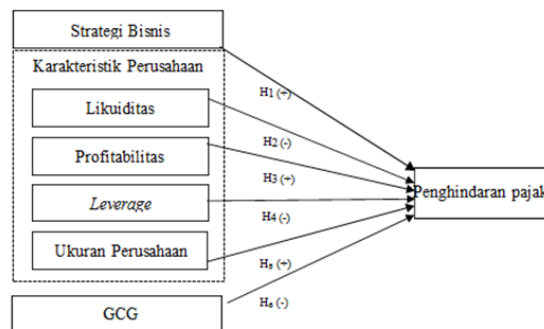 Strategi Bisnis
Karakteristik Perusahaan
Likuiditas
Profitabilitas
Leverage
Ukuran Perusahaan
GCG
H1 (+)
H2 (-)
H3 (+)
H4 (-)
H5 (+)
H6 (-)
Penghindaran pajak